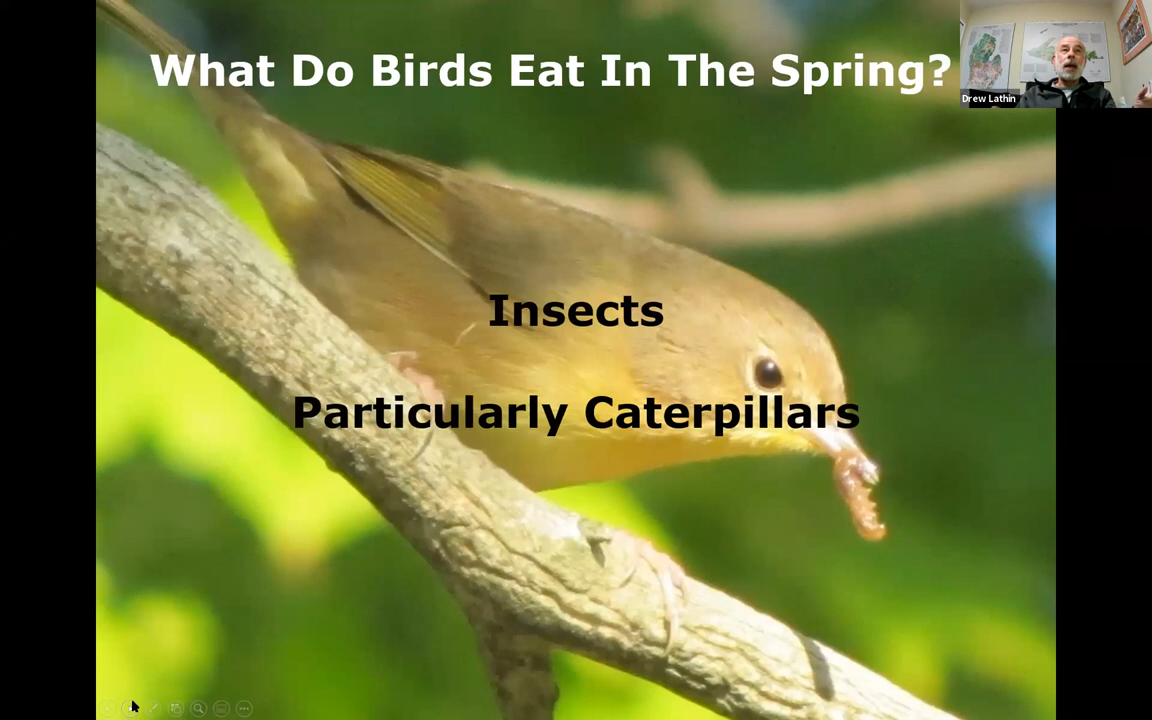 What Do Birds Eat In The Spring?
Drew Lathin
Insects
Particularly Caterpillars